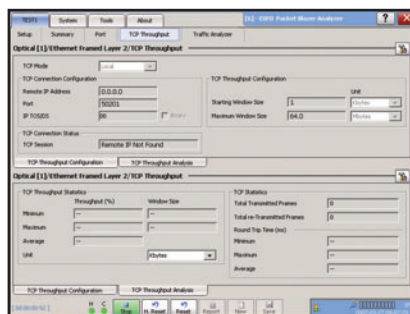 TEST1 System Tools About [6] - EXFO Packet Blazer Analyzer ? X
Setup Summary Port TCP Throughput Traffic Analyzer
Optical [1]/Ethernet Framed Layer 2/TCP Throughput
TCP Mode Local
TCP Connection Configuration
Remote IP Address 0.0.0.0
Port 50201
IP TOS/DS 00 Binary
TCP Connection Status
TCP Session Remote IP Not Found
TCP Throughput Configuration
Unit
Starting Window Size 1 Kbytes
Maximum Window Size 64.0 Mbytes
TCP Throughput Configuration TCP Throughput Analysis
Optical [1]/Ethernet Framed Layer 2/TCP Throughput
TCP Throughput Statistics
Throughput (%) Window Size
Minimum -- --
Maximum -- --
Average --
Unit Kbytes
TCP Statistics
Total Transmitted Frames 0
Total re-Transmitted Frames 0
Round Trip Time (ms)
Minimum --
Maximum --
Average --
TCP Throughput Configuration TCP Throughput Analysis
H C
Stop H. Reset Reset Report New Save